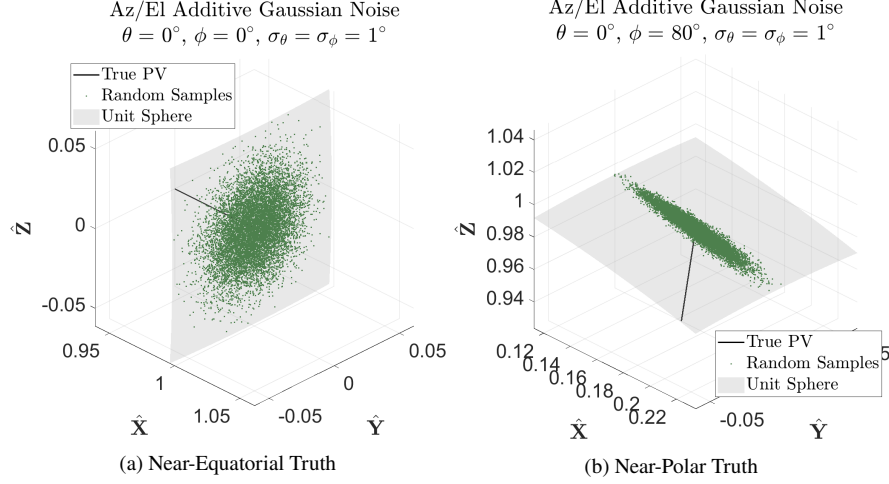 Az/El Additive Gaussian Noise
θ = 0°, ϕ = 0°, σ_θ = σ_ϕ = 1°
True PV
Random Samples
Unit Sphere
0.05
0
-0.05
Ẑ
0.95
1
1.05
X̂
-0.05
0
0.05
Ŷ
(a) Near-Equatorial Truth
Az/El Additive Gaussian Noise
θ = 0°, ϕ = 80°, σ_θ = σ_ϕ = 1°
1.04
1.02
1
0.98
0.96
0.94
Ẑ
0.12
0.14
0.16
0.18
0.2
0.22
X̂
-0.05
Ŷ
True PV
Random Samples
Unit Sphere
(b) Near-Polar Truth